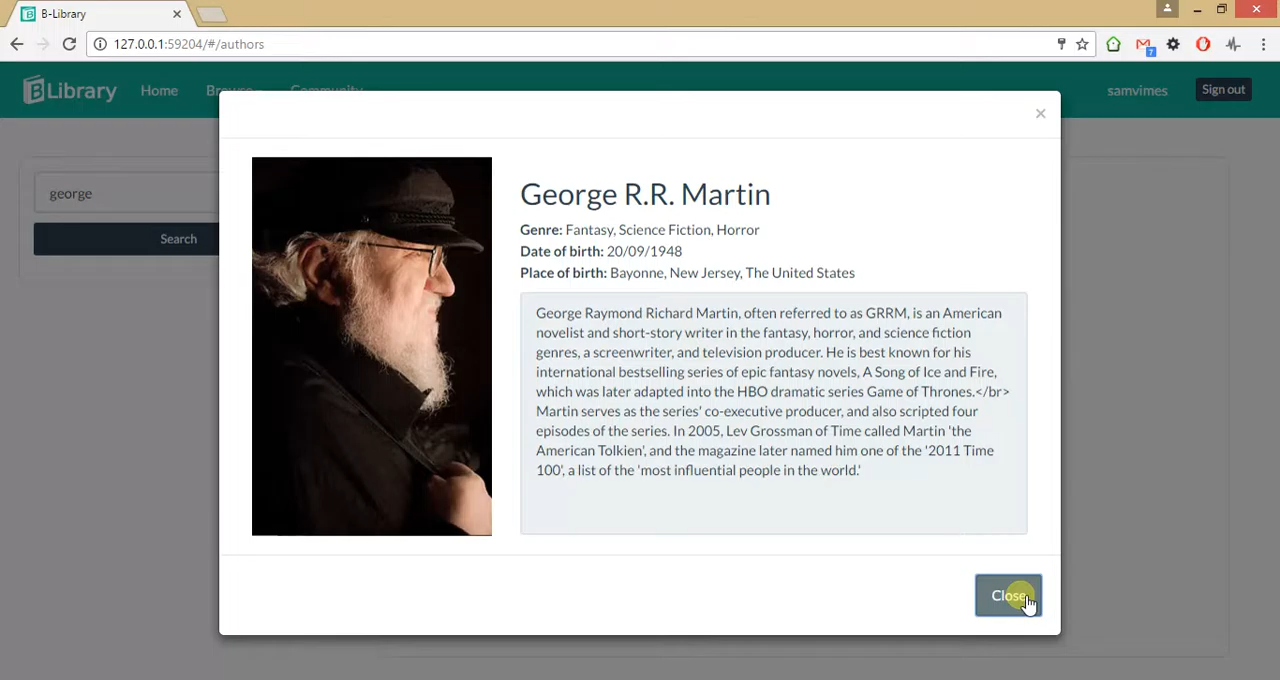 B-Library
127.0.0.1:59204/#/authors
7
BLibrary Home Browse Community samvimes Sign out
×
george
Search
George R.R. Martin
Genre: Fantasy, Science Fiction, Horror
Date of birth: 20/09/1948
Place of birth: Bayonne, New Jersey, The United States
George Raymond Richard Martin, often referred to as GRRM, is an American
novelist and short-story writer in the fantasy, horror, and science fiction
genres, a screenwriter, and television producer. He is best known for his
international bestselling series of epic fantasy novels, A Song of Ice and Fire,
which was later adapted into the HBO dramatic series Game of Thrones.</br>
Martin serves as the series' co-executive producer, and also scripted four
episodes of the series. In 2005, Lev Grossman of Time called Martin 'the
American Tolkien', and the magazine later named him one of the '2011 Time
100', a list of the 'most influential people in the world.'
Close